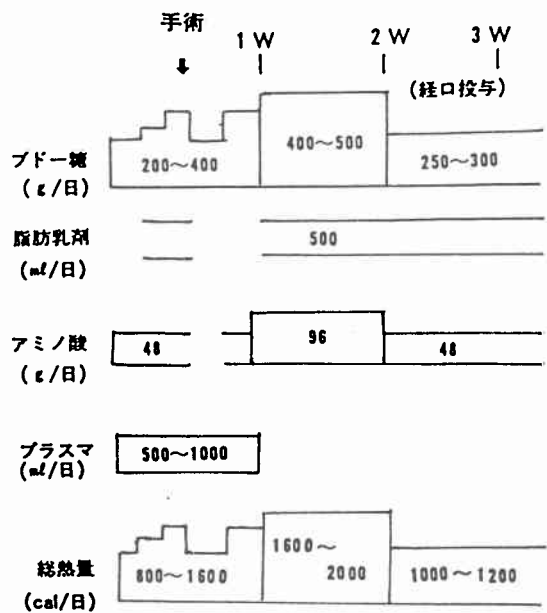 手術
1 W 2 W 3 W
(経口投与)
ブドー糖
(g/日)
200～400
400～500
250～300
脂肪乳剤
(ml/日)
500
アミノ酸
(g/日)
48
96
48
プラズマ
(ml/日)
500～1000
総熱量
(cal/日)
800～1600
1600～
2000
1000～1200